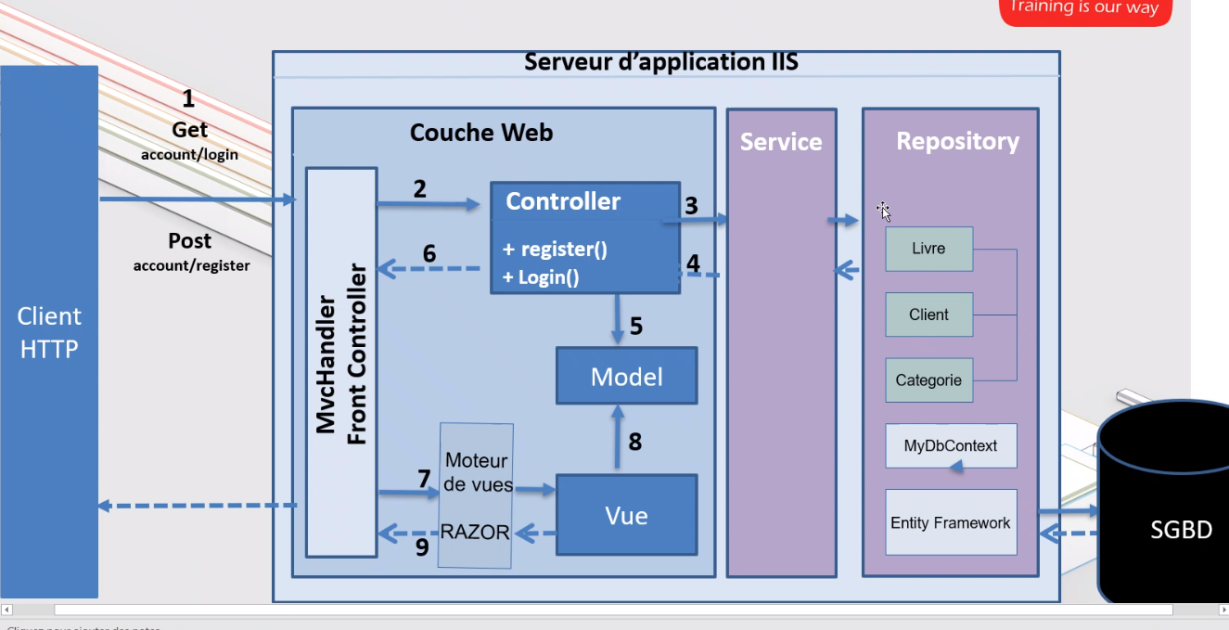 Training is our way
Serveur d'application IIS
1
Get
account/login
Post
account/register
Client
HTTP
Couche Web
MvcHandler
Front Controller
2
6
Controller
+ register()
+ Login()
3
4
5
Model
8
7
Moteur
de vues
RAZOR
9
Vue
Service
Repository
Livre
Client
Categorie
MyDbContext
Entity Framework
SGBD